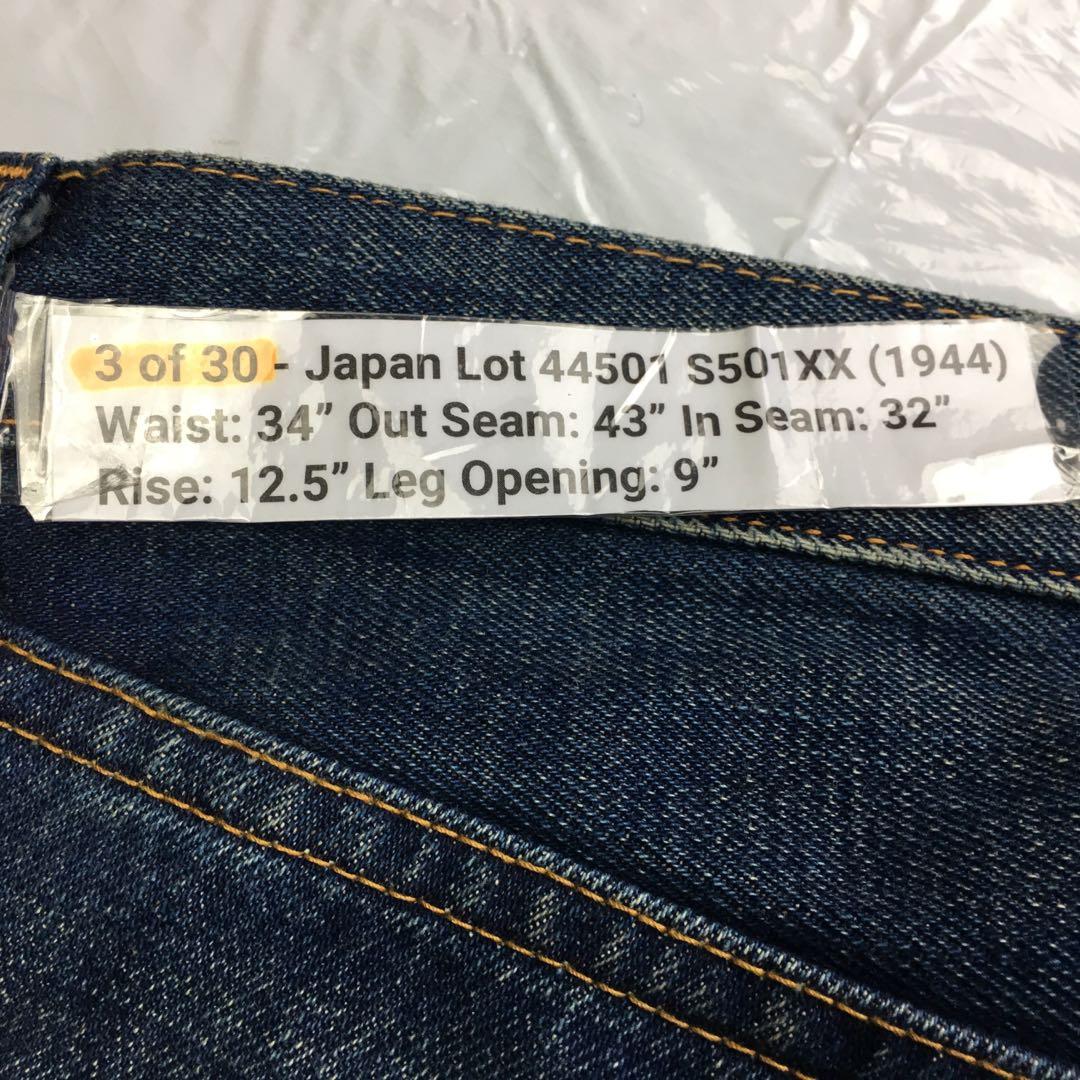 3 of 30 - Japan Lot 44501 S501XX (1944)
Waist: 34” Out Seam: 43” In Seam: 32”
Rise: 12.5” Leg Opening: 9”